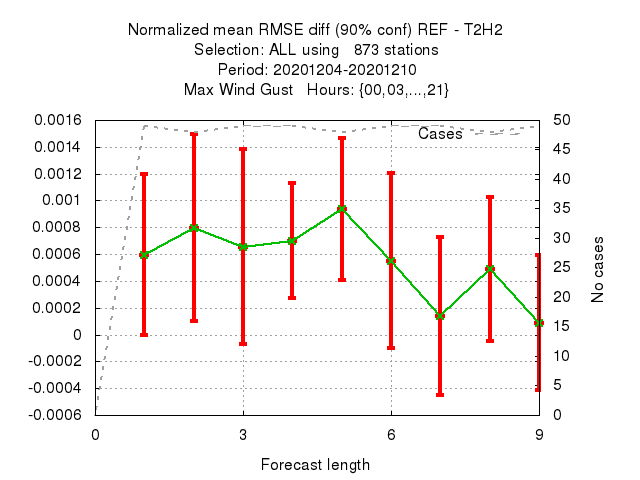 Normalized mean RMSE diff (90% conf) REF - T2H2
Selection: ALL using 873 stations
Period: 20201204-20201210
Max Wind Gust Hours: {00,03,...,21}
0.0016
0.0014
0.0012
0.001
0.0008
0.0006
0.0004
0.0002
0
-0.0002
-0.0004
-0.0006
Cases
50
45
40
35
30
25
20
15
10
5
0
No cases
0 3 6 9
Forecast length